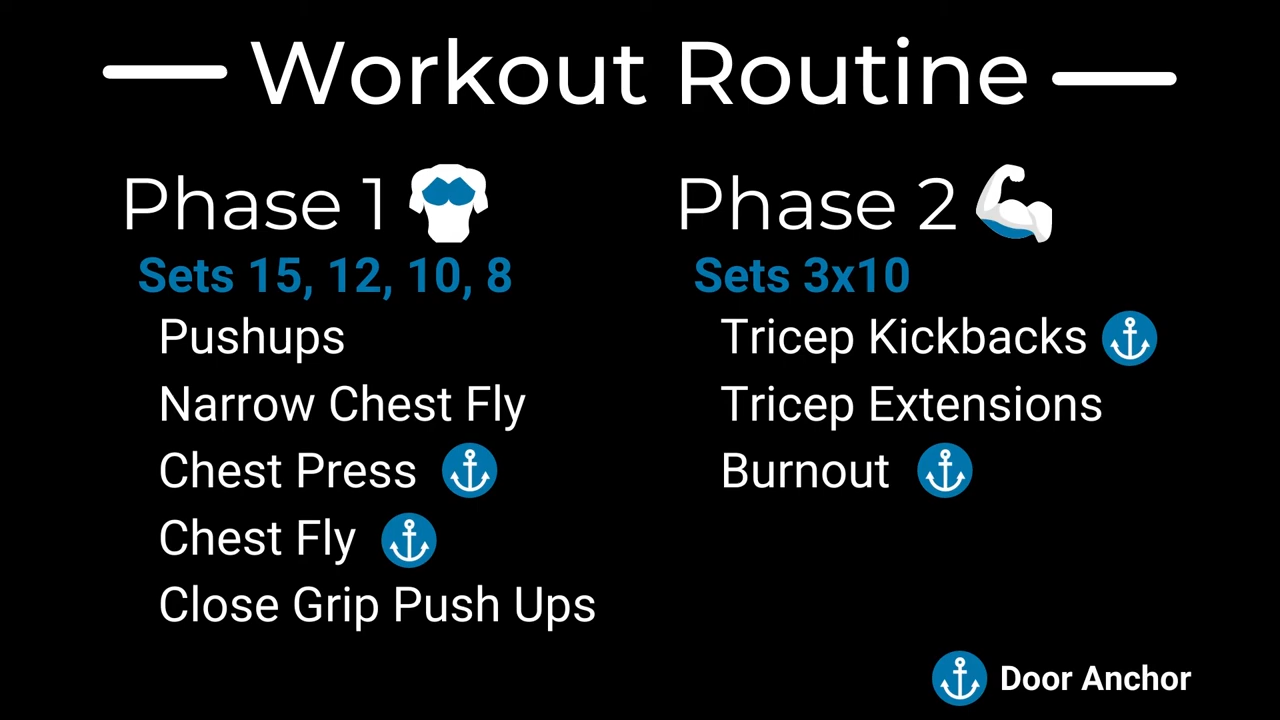 Workout Routine
Phase 1
Sets 15, 12, 10, 8
Pushups
Narrow Chest Fly
Chest Press
Chest Fly
Close Grip Push Ups
Phase 2
Sets 3x10
Tricep Kickbacks
Tricep Extensions
Burnout
Door Anchor